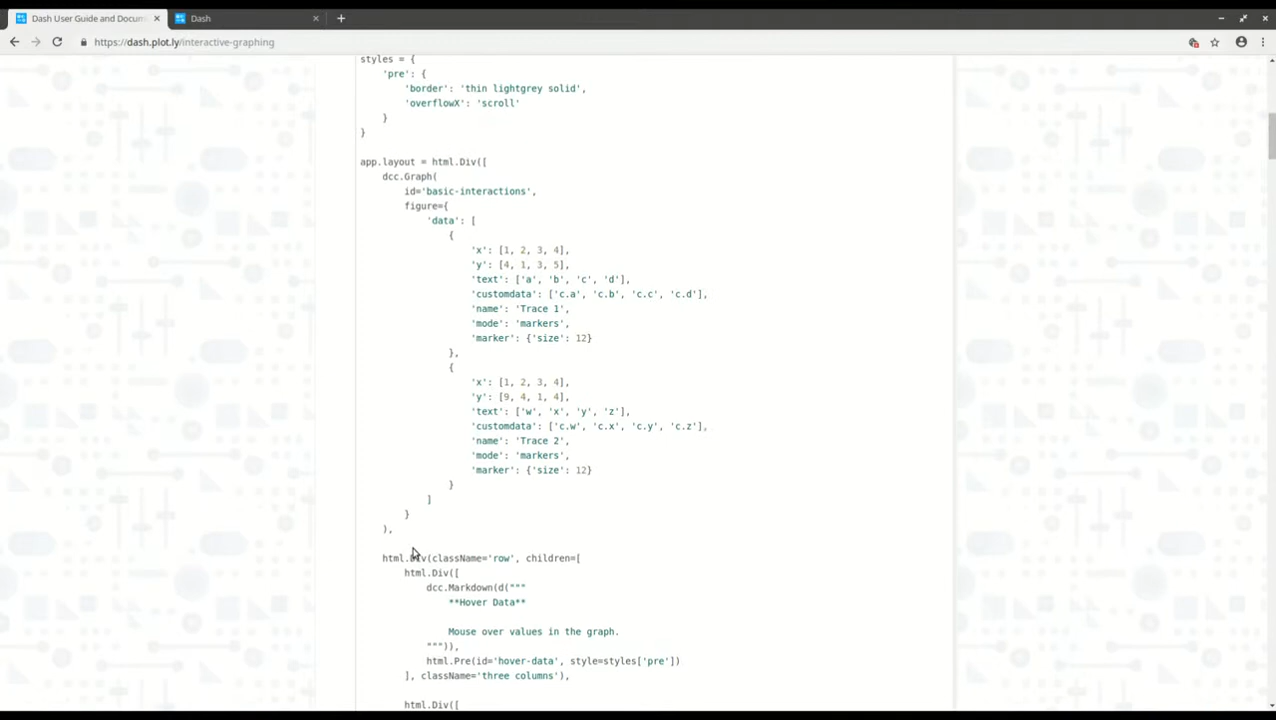 Dash User Guide and Docum
Dash
https://dash.plot.ly/interactive-graphing
styles = {
'pre': {
'border': 'thin lightgrey solid',
'overflowX': 'scroll'
}
}
app.layout = html.Div([
dcc.Graph(
id='basic-interactions',
figure={
'data': [
{
'x': [1, 2, 3, 4],
'y': [4, 1, 3, 5],
'text': ['a', 'b', 'c', 'd'],
'customdata': ['c.a', 'c.b', 'c.c', 'c.d'],
'name': 'Trace 1',
'mode': 'markers',
'marker': {'size': 12}
},
{
'x': [1, 2, 3, 4],
'y': [9, 4, 1, 4],
'text': ['w', 'x', 'y', 'z'],
'customdata': ['c.w', 'c.x', 'c.y', 'c.z'],
'name': 'Trace 2',
'mode': 'markers',
'marker': {'size': 12}
}
]
}
),
html.Div(className='row', children=[
html.Div([
dcc.Markdown(d("""
**Hover Data**
Mouse over values in the graph.
""")),
html.Pre(id='hover-data', style=styles['pre'])
], className='three columns'),
html.Div([